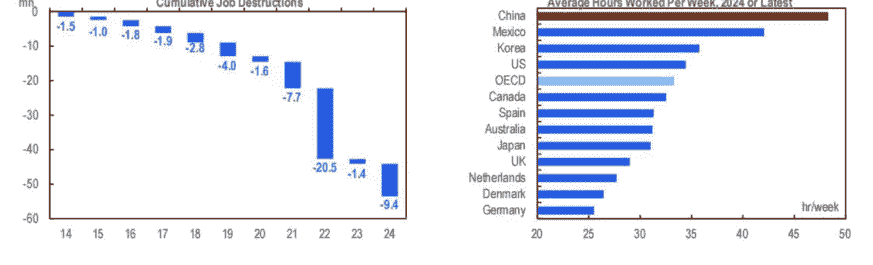 mn
Cumulative Job Destructions
0
-10
-20
-30
-40
-50
-60
-1.5
-1.0
-1.8
-1.9
-2.8
-4.0
-1.6
-7.7
-20.5
-1.4
-9.4
14 15 16 17 18 19 20 21 22 23 24
Average Hours Worked Per Week, 2024 or Latest
China
Mexico
Korea
US
OECD
Canada
Spain
Australia
Japan
UK
Netherlands
Denmark
Germany
hr/week
20 25 30 35 40 45 50